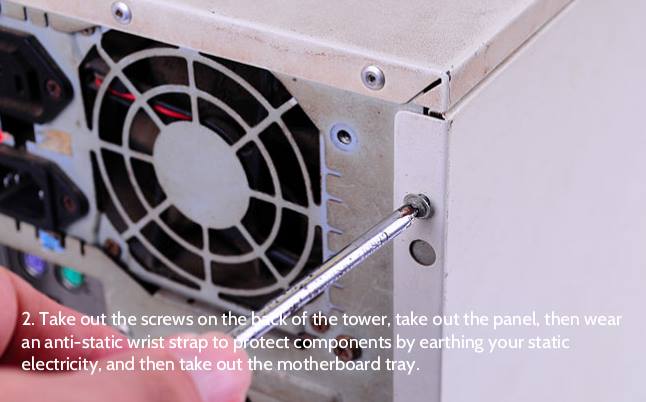 2. Take out the screws on the back of the tower, take out the panel, then wear
an anti-static wrist strap to protect components by earthing your static
electricity, and then take out the motherboard tray.